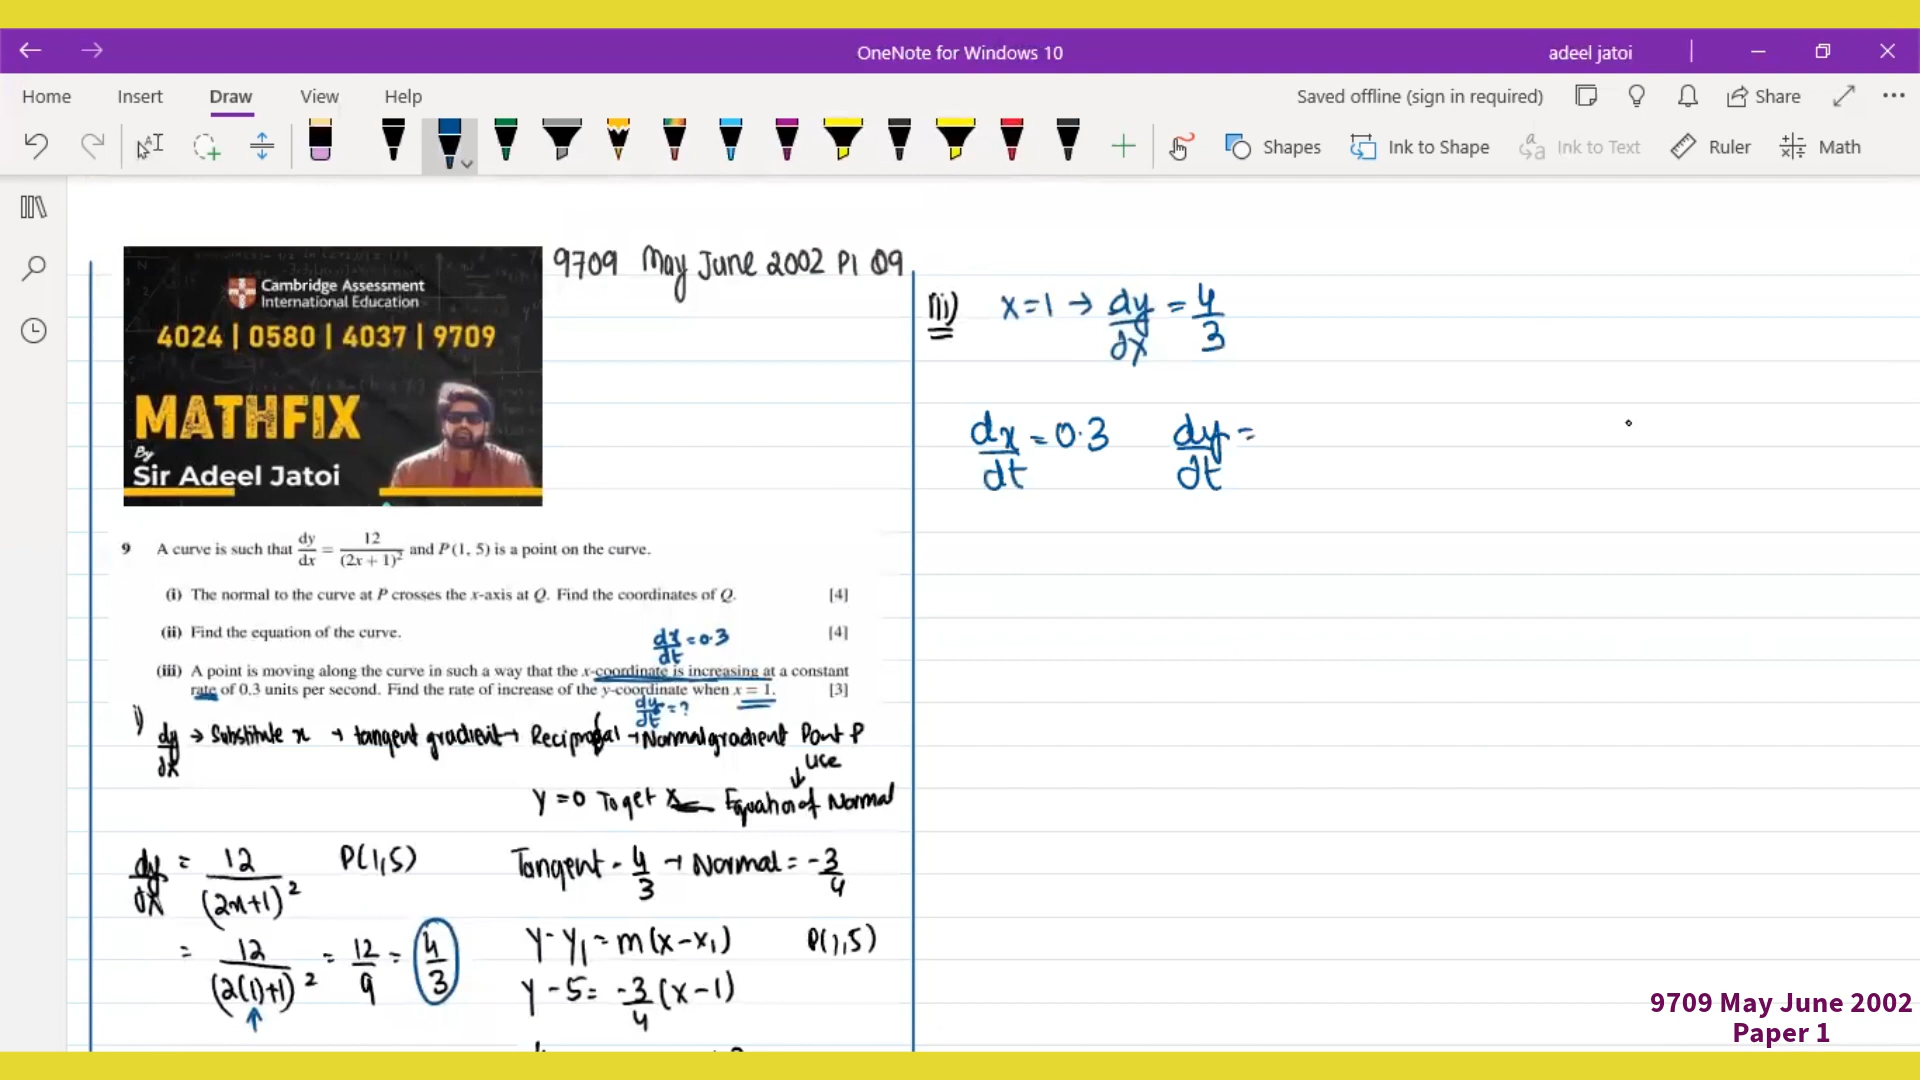 OneNote for Windows 10
adeel jatoi
Home Insert Draw View Help
Saved offline (sign in required)
Share
Shapes
Ink to Shape
Ink to Text
Ruler
Math
Cambridge Assessment
International Education
4024 | 0580 | 4037 | 9709
MATHFIX
By
Sir Adeel Jatoi
9709 May June 2002 P1 Q9
9 A curve is such that dy/dx = 12/(2x + 1)² and P(1, 5) is a point on the curve.
(i) The normal to the curve at P crosses the x-axis at Q. Find the coordinates of Q. [4]
(ii) Find the equation of the curve. [4]
dx/dt = 0.3
(iii) A point is moving along the curve in such a way that the x-coordinate is increasing at a constant
rate of 0.3 units per second. Find the rate of increase of the y-coordinate when x = 1. [3]
dy/dt = ?
i) dy/dx → Substitute x → tangent gradient → Reciprocal → Normal gradient Point P
↓ Use
y = 0 To get x ← Equation of Normal
dy/dx = 12/(2x+1)² P(1,5)
= 12/(2(1)+1)² = 12/9 = 4/3
Tangent = 4/3 → Normal = -3/4
y - y₁ = m(x - x₁) P(1,5)
y - 5 = -3/4 (x - 1)
iii) x = 1 → dy/dx = 4/3
dx/dt = 0.3 dy/dt =
9709 May June 2002
Paper 1